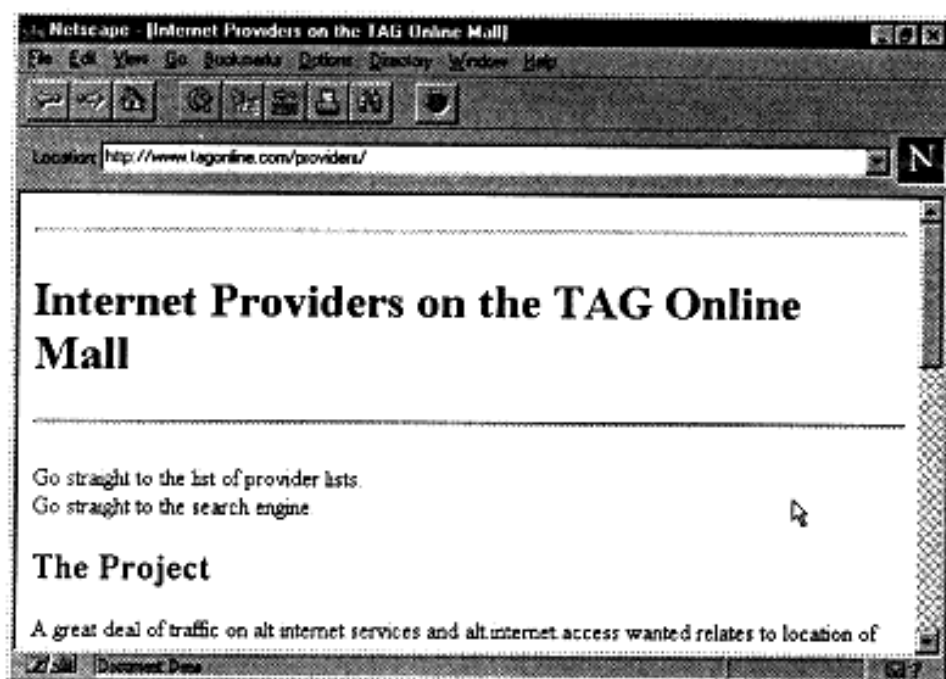 Netscape - [Internet Providers on the TAG Online Mall]
File Edit View Go Bookmarks Options Directory Window Help
Location: http://www.tagonline.com/providers/
N
Internet Providers on the TAG Online
Mall
Go straight to the list of provider lists.
Go straight to the search engine.
The Project
A great deal of traffic on alt internet services and alt.internet.access wanted relates to location of
Document: Done